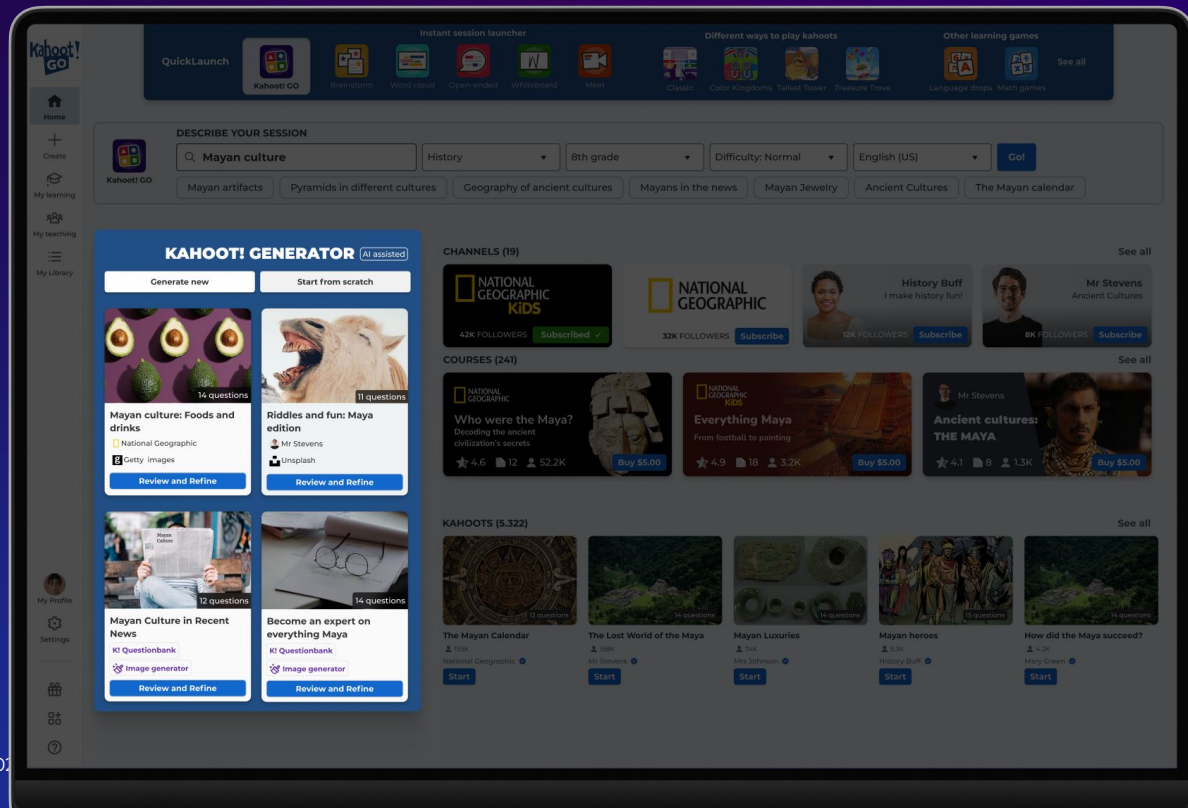 Kahoot!
GO
Home
Create
My learning
My teaching
My Library
My Profile
Settings
QuickLaunch
Instant session launcher
Kahoot! GO
Brainstorm
Word cloud
Open-ended
Whiteboard
Meet
Different ways to play kahoots
Classic
Color Kingdoms
Tallest Tower
Treasure Trove
Other learning games
Language drops
Math games
See all
Kahoot! GO
DESCRIBE YOUR SESSION
Mayan culture
History
8th grade
Difficulty: Normal
English (US)
Go!
Mayan artifacts
Pyramids in different cultures
Geography of ancient cultures
Mayans in the news
Mayan Jewelry
Ancient Cultures
The Mayan calendar
KAHOOT! GENERATOR AI assisted
Generate new
Start from scratch
14 questions
Mayan culture: Foods and
drinks
National Geographic
Getty images
Review and Refine
11 questions
Riddles and fun: Maya
edition
Mr Stevens
Unsplash
Review and Refine
Mayan
Culture
12 questions
Mayan Culture in Recent
News
K! Questionbank
Image generator
Review and Refine
14 questions
Become an expert on
everything Maya
K! Questionbank
Image generator
Review and Refine
CHANNELS (19)
See all
NATIONAL
GEOGRAPHIC
KiDS
42K FOLLOWERS
Subscribed ✓
NATIONAL
GEOGRAPHIC
32K FOLLOWERS
Subscribe
History Buff
I make history fun!
12K FOLLOWERS
Subscribe
Mr Stevens
Ancient Cultures
8K FOLLOWERS
Subscribe
COURSES (241)
See all
NATIONAL
GEOGRAPHIC
Who were the Maya?
Decoding the ancient
civilization's secrets
4.6 12 52.2K
Buy $5.00
NATIONAL
GEOGRAPHIC
KIDS
Everything Maya
From football to painting
4.9 18 3.2K
Buy $5.00
Mr Stevens
Ancient cultures:
THE MAYA
4.1 8 1.3K
Buy $5.00
KAHOOTS (5.322)
See all
12 questions
The Mayan Calendar
193K
National Geographic
Start
14 questions
The Lost World of the Maya
158K
Mr Stevens
Start
14 questions
Mayan Luxuries
74K
Mrs Johnson
Start
15 questions
Mayan heroes
5.3K
History Buff
Start
14 questions
How did the Maya succeed?
4.2K
Mary Green
Start